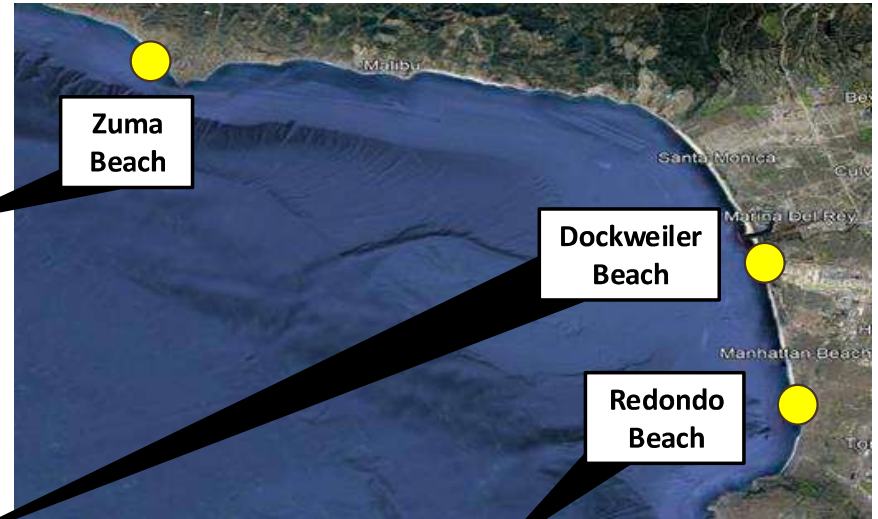 Malibu
Zuma
Beach
Santa Monica
Marina Del Rey
Dockweiler
Beach
Manhattan Beach
Redondo
Beach